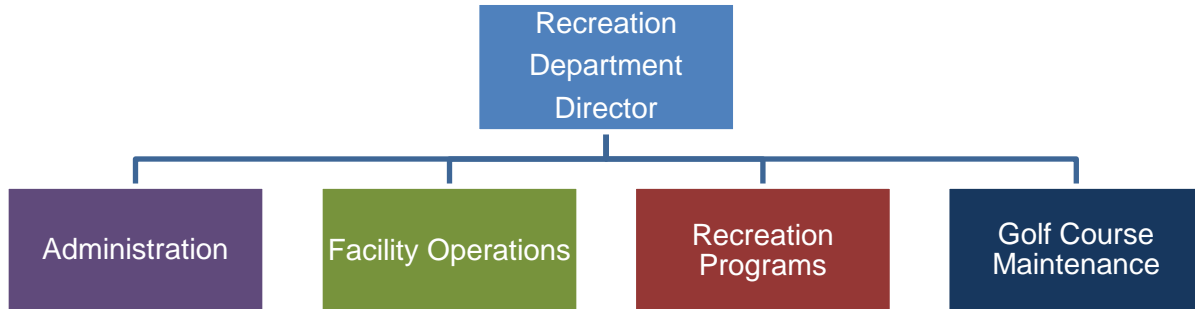 Recreation
Department
Director
Administration
Facility Operations
Recreation
Programs
Golf Course
Maintenance